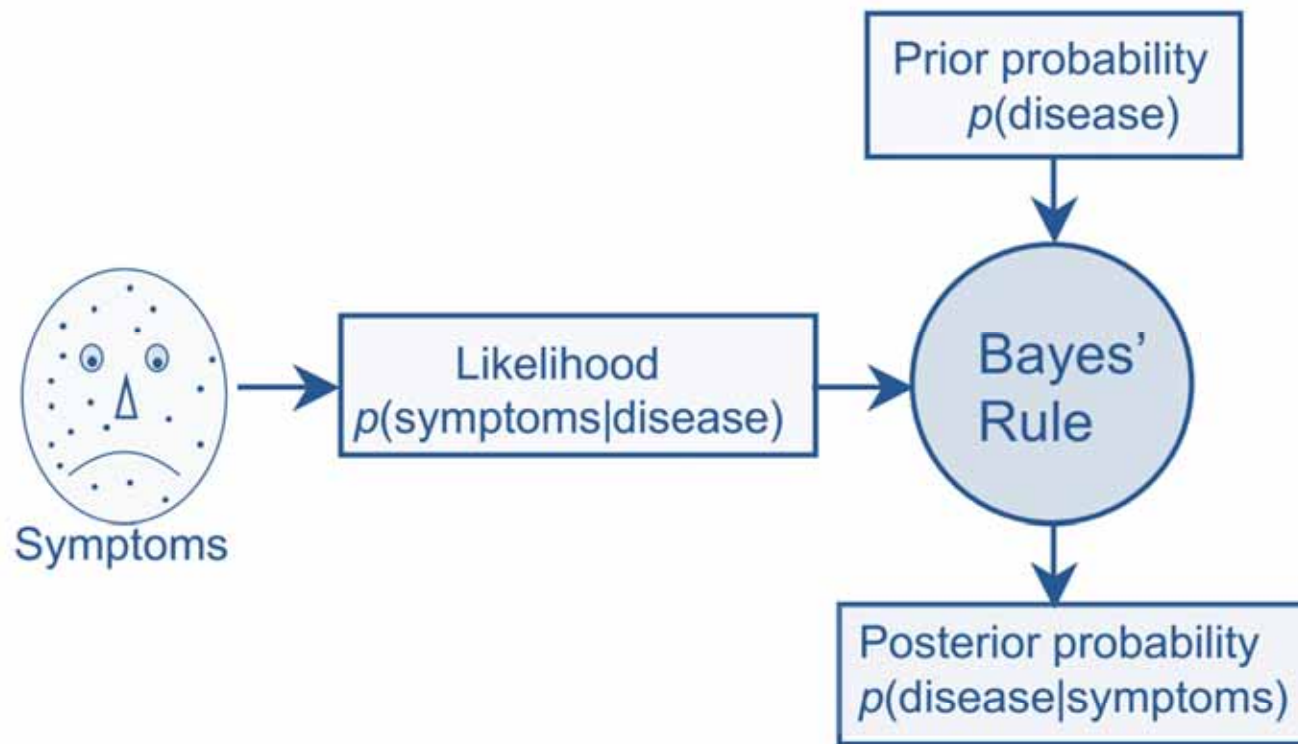 Prior probability
p(disease)
Likelihood
p(symptoms|disease)
Bayes’
Rule
Symptoms
Posterior probability
p(disease|symptoms)